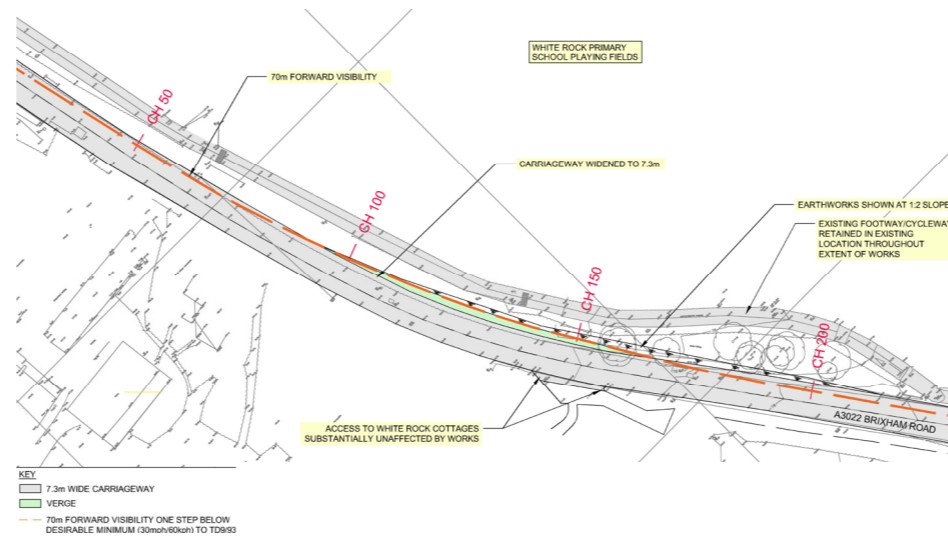 WHITE ROCK PRIMARY
SCHOOL PLAYING FIELDS
70m FORWARD VISIBILITY
CH 50
CARRIAGEWAY WIDENED TO 7.3m
CH 100
EARTHWORKS SHOWN AT 1:2 SLOPE
EXISTING FOOTWAY/CYCLEWAY
RETAINED IN EXISTING
LOCATION THROUGHOUT
EXTENT OF WORKS
CH 150
CH 200
A3022 BRIXHAM ROAD
ACCESS TO WHITE ROCK COTTAGES
SUBSTANTIALLY UNAFFECTED BY WORKS
KEY
7.3m WIDE CARRIAGEWAY
VERGE
70m FORWARD VISIBILITY ONE STEP BELOW
DESIRABLE MINIMUM (30mph/60kph) TO TD9/93